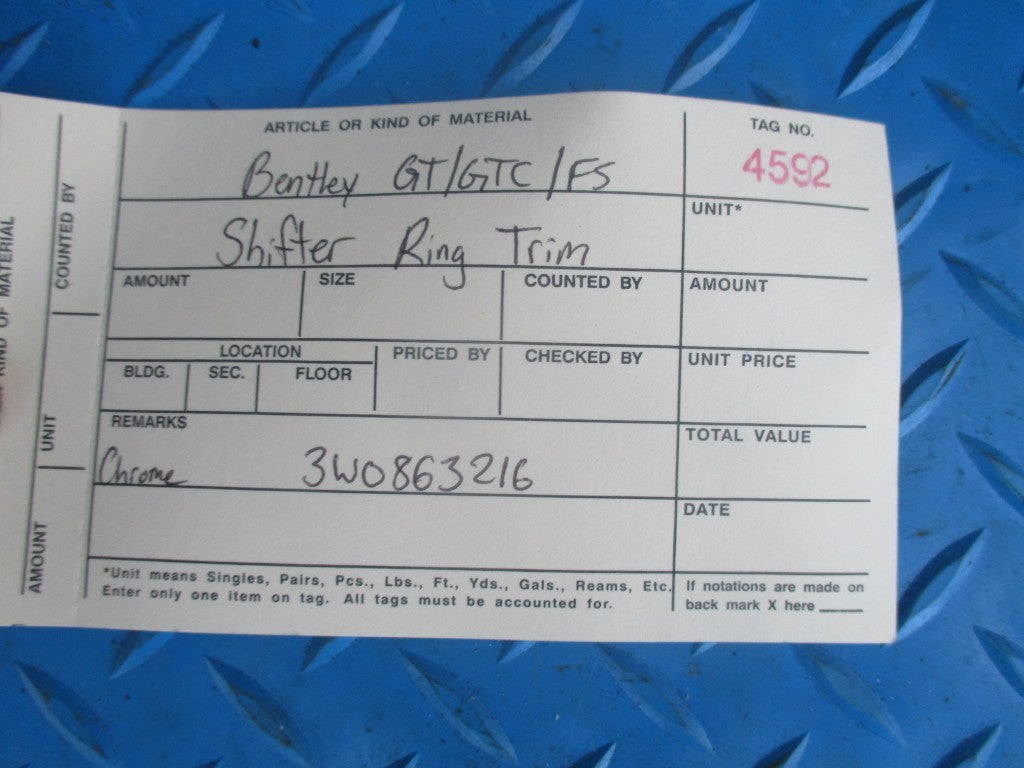 ARTICLE OR KIND OF MATERIAL
Bentley GT/GTC/FS
Shifter Ring Trim
TAG NO.
4592
UNIT*
AMOUNT
SIZE
COUNTED BY
AMOUNT
LOCATION
BLDG.
SEC.
FLOOR
PRICED BY
CHECKED BY
UNIT PRICE
REMARKS
Chrome 3W0863216
TOTAL VALUE
DATE
*Unit means Singles, Pairs, Pcs., Lbs., Ft., Yds., Gals., Reams, Etc.
Enter only one item on tag. All tags must be accounted for.
If notations are made on
back mark X here
KIND OF MATERIAL
COUNTED BY
UNIT
AMOUNT